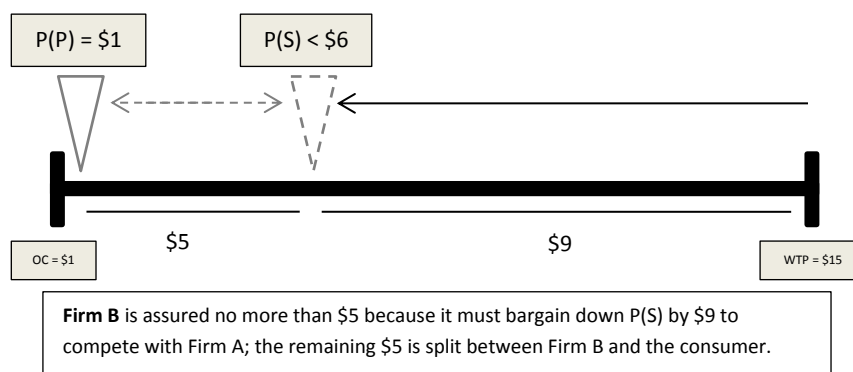 P(P) = $1
P(S) < $6
$5
$9
OC = $1
WTP = $15
Firm B is assured no more than $5 because it must bargain down P(S) by $9 to
compete with Firm A; the remaining $5 is split between Firm B and the consumer.